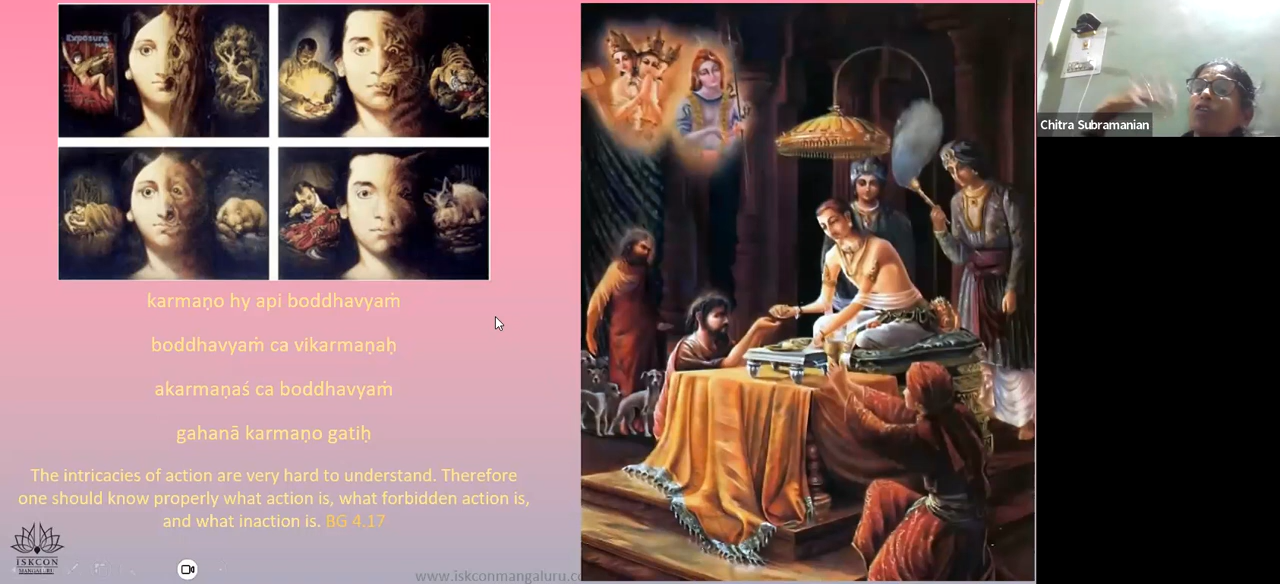 Exposure
Chitra Subramanian
karmaṇo hy api boddhavyaṁ
boddhavyaṁ ca vikarmaṇaḥ
akarmaṇaś ca boddhavyaṁ
gahanā karmaṇo gatiḥ
The intricacies of action are very hard to understand. Therefore
one should know properly what action is, what forbidden action is,
and what inaction is. BG 4.17
ISKCON
MANGALURU
www.iskconmangaluru.c